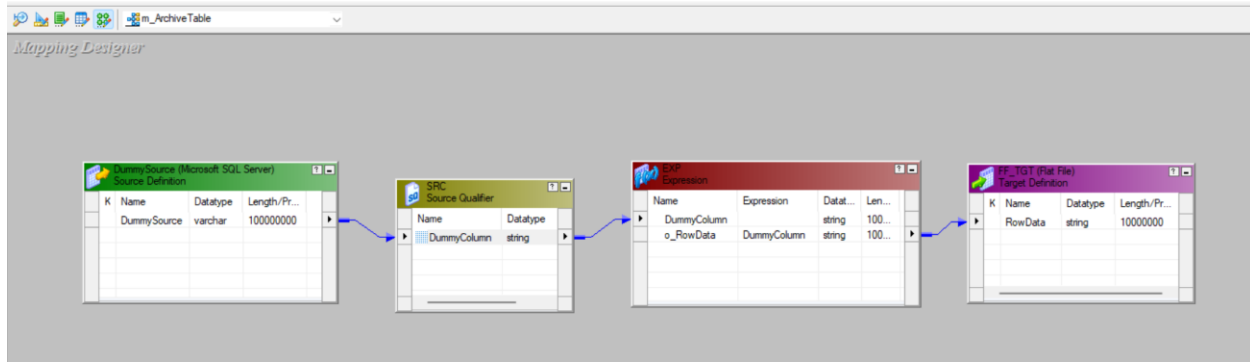 m_ArchiveTable
Mapping Designer
DummySource (Microsoft SQL Server)
Source Definition
K Name Datatype Length/Pr...
DummySource varchar 100000000
SRC
Source Qualifier
Name Datatype
DummyColumn string
EXP
Expression
Name Expression Datat... Len...
DummyColumn string 100...
o_RowData DummyColumn string 100...
FF_TGT (Flat File)
Target Definition
K Name Datatype Length/Pr...
RowData string 10000000